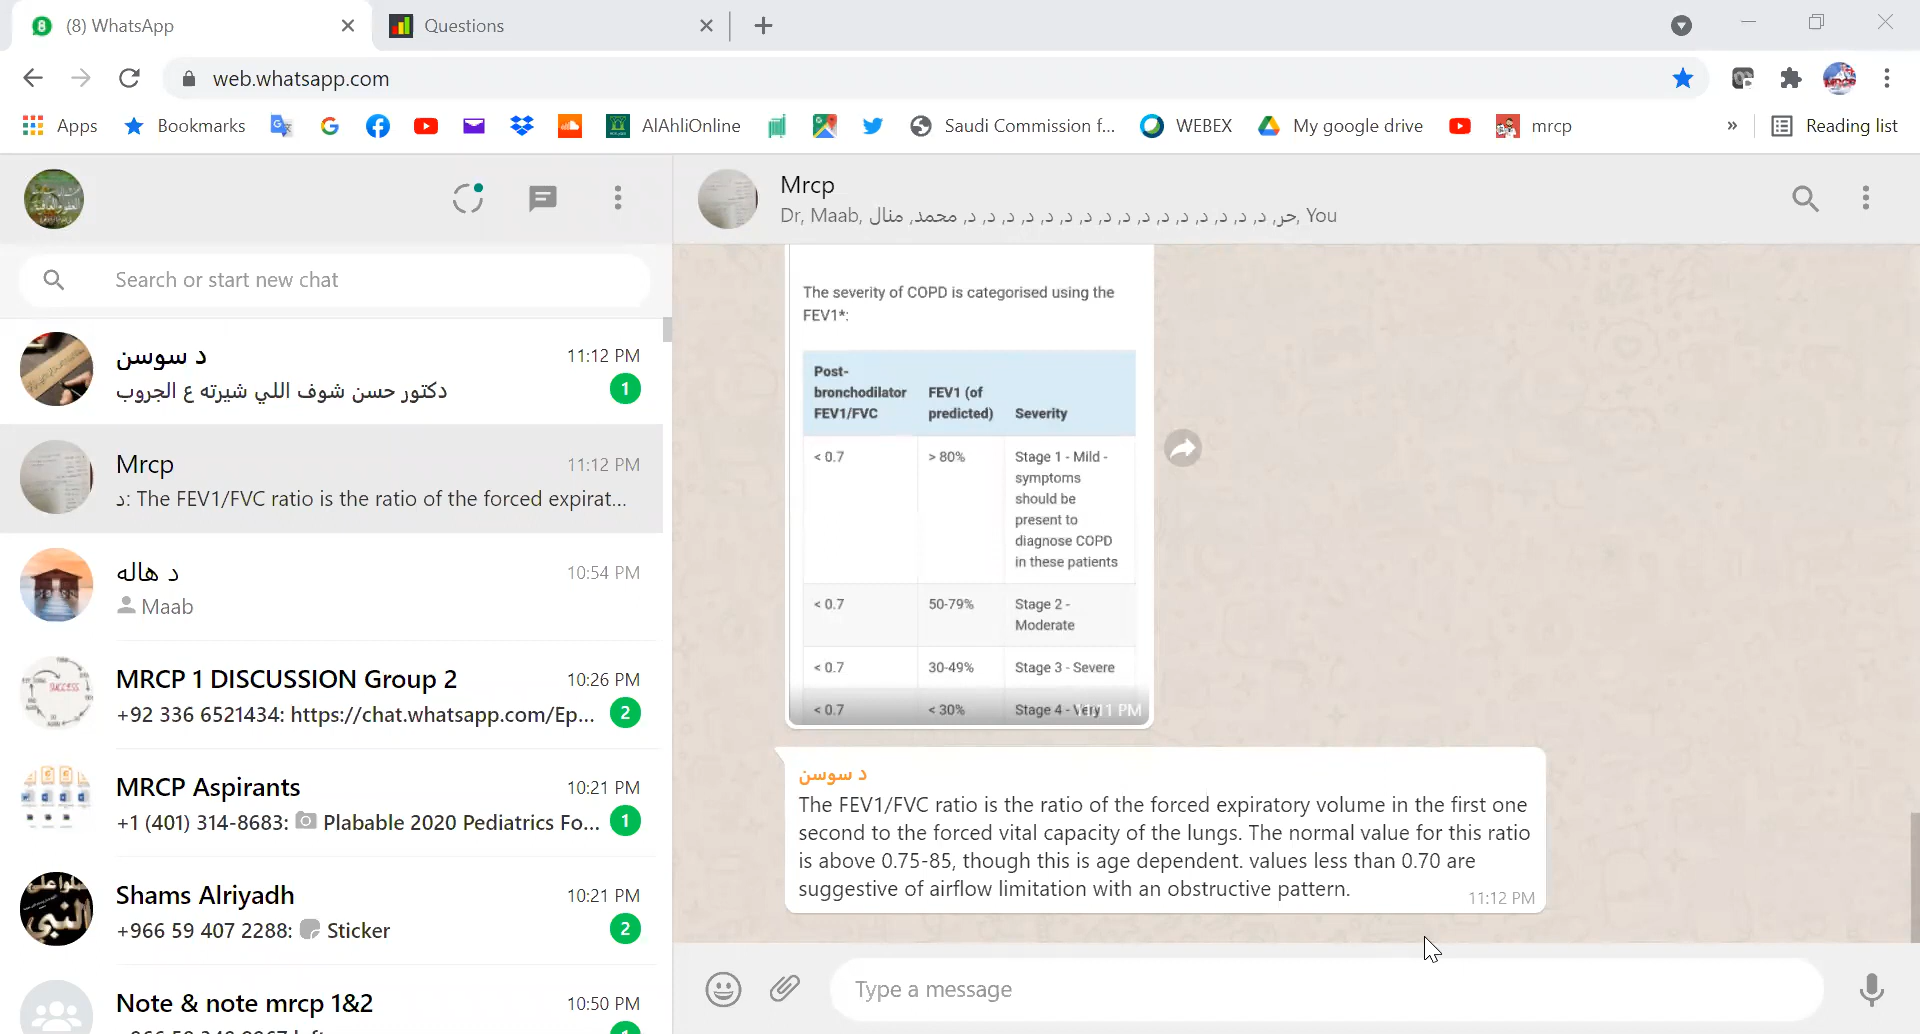 (8) WhatsApp
Questions
web.whatsapp.com
Apps
Bookmarks
AlAhliOnline
Saudi Commission f...
WEBEX
My google drive
mrcp
»
Reading list
Search or start new chat
د سوسن
11:12 PM
دكتور حسن شوف اللي شيرته ع الجروب
1
Mrcp
11:12 PM
د: The FEV1/FVC ratio is the ratio of the forced expirat...
د هاله
10:54 PM
Maab
MRCP 1 DISCUSSION Group 2
10:26 PM
+92 336 6521434: https://chat.whatsapp.com/Ep...
2
MRCP Aspirants
10:21 PM
+1 (401) 314-8683: Plabable 2020 Pediatrics Fo...
1
Shams Alriyadh
10:21 PM
+966 59 407 2288: Sticker
2
Note & note mrcp 1&2
10:50 PM
Mrcp
Dr, Maab, جر, د, د, د, د, د, د, د, د, د, د, د, د, د, د, د, د, محمد, منال, You
The severity of COPD is categorised using the
FEV1*:
Post-
bronchodilator FEV1 (of
FEV1/FVC predicted) Severity
< 0.7 > 80% Stage 1 - Mild -
symptoms
should be
present to
diagnose COPD
in these patients
< 0.7 50-79% Stage 2 -
Moderate
< 0.7 30-49% Stage 3 - Severe
< 0.7 < 30% Stage 4 - Very
11:11 PM
د سوسن
The FEV1/FVC ratio is the ratio of the forced expiratory volume in the first one
second to the forced vital capacity of the lungs. The normal value for this ratio
is above 0.75-85, though this is age dependent. values less than 0.70 are
suggestive of airflow limitation with an obstructive pattern.
11:12 PM
Type a message